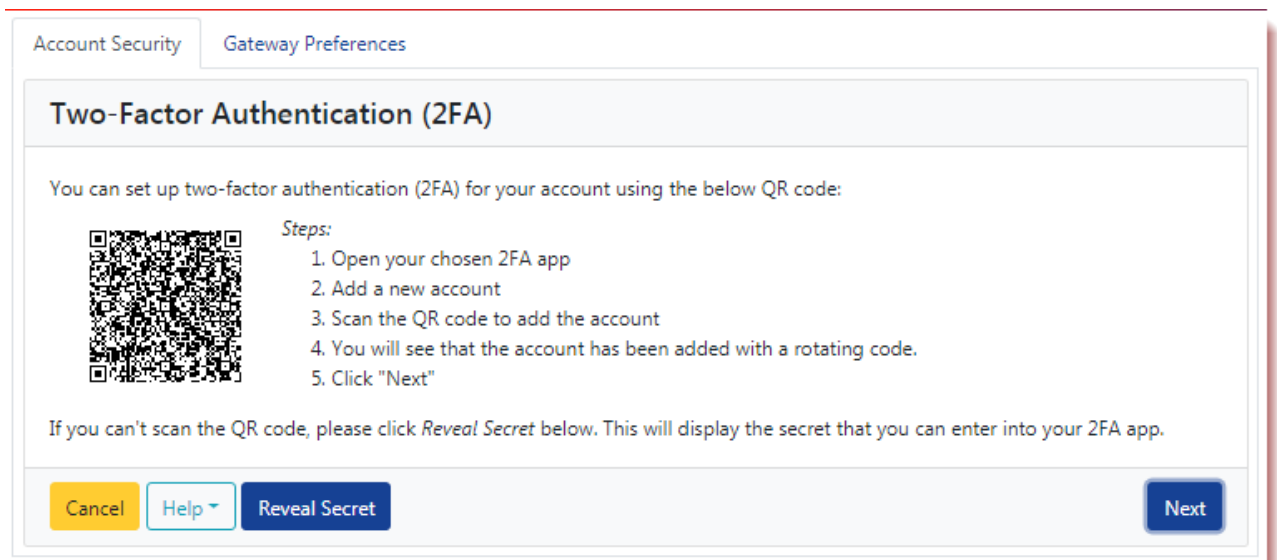 Account Security Gateway Preferences
Two-Factor Authentication (2FA)
You can set up two-factor authentication (2FA) for your account using the below QR code:
Steps:
1. Open your chosen 2FA app
2. Add a new account
3. Scan the QR code to add the account
4. You will see that the account has been added with a rotating code.
5. Click "Next"
If you can't scan the QR code, please click Reveal Secret below. This will display the secret that you can enter into your 2FA app.
Cancel Help Reveal Secret Next